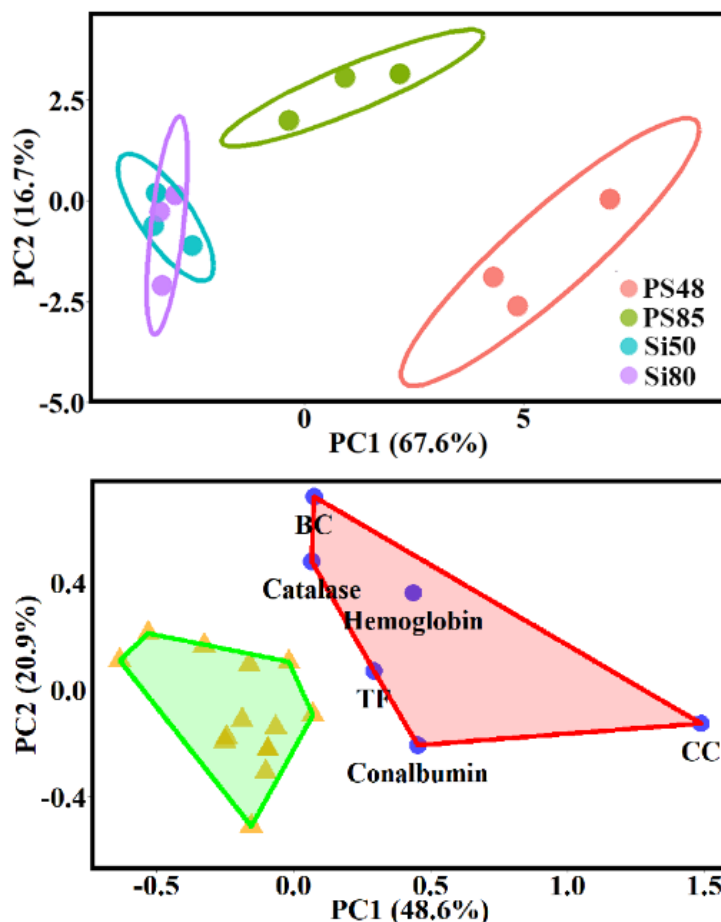 2.5
0.0
-2.5
-5.0
PC2 (16.7%)
PS48
PS85
Si50
Si80
0
5
PC1 (67.6%)
BC
Catalase
Hemoglobin
TF
Conalbumin
CC
0.4
0.0
-0.4
PC2 (20.9%)
-0.5
0.0
0.5
1.0
1.5
PC1 (48.6%)